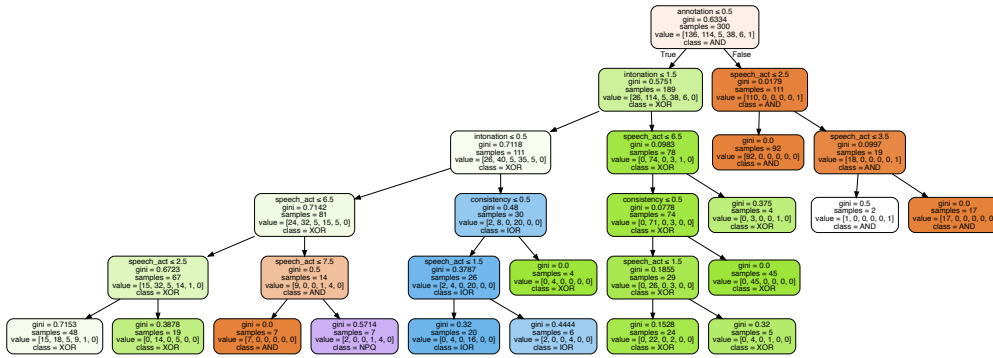 annotation ≤ 0.5
gini = 0.6334
samples = 300
value = [136, 114, 5, 38, 6, 1]
class = AND
True
False
intonation ≤ 1.5
gini = 0.5751
samples = 189
value = [26, 114, 5, 38, 6, 0]
class = XOR
speech_act ≤ 2.5
gini = 0.0179
samples = 111
value = [110, 0, 0, 0, 0, 1]
class = AND
intonation ≤ 0.5
gini = 0.7118
samples = 111
value = [26, 40, 5, 35, 5, 0]
class = XOR
speech_act ≤ 6.5
gini = 0.0983
samples = 78
value = [0, 74, 0, 3, 1, 0]
class = XOR
gini = 0.0
samples = 92
value = [92, 0, 0, 0, 0, 0]
class = AND
speech_act ≤ 3.5
gini = 0.0997
samples = 19
value = [18, 0, 0, 0, 0, 1]
class = AND
speech_act ≤ 6.5
gini = 0.7142
samples = 81
value = [24, 32, 5, 15, 5, 0]
class = XOR
consistency ≤ 0.5
gini = 0.48
samples = 30
value = [2, 8, 0, 20, 0, 0]
class = IOR
consistency ≤ 0.5
gini = 0.0778
samples = 74
value = [0, 71, 0, 3, 0, 0]
class = XOR
gini = 0.375
samples = 4
value = [0, 3, 0, 0, 1, 0]
class = XOR
gini = 0.5
samples = 2
value = [1, 0, 0, 0, 0, 1]
class = AND
gini = 0.0
samples = 17
value = [17, 0, 0, 0, 0, 0]
class = AND
speech_act ≤ 2.5
gini = 0.6723
samples = 67
value = [15, 32, 5, 14, 1, 0]
class = XOR
speech_act ≤ 7.5
gini = 0.5
samples = 14
value = [9, 0, 0, 1, 4, 0]
class = AND
speech_act ≤ 1.5
gini = 0.3787
samples = 26
value = [2, 4, 0, 20, 0, 0]
class = IOR
gini = 0.0
samples = 4
value = [0, 4, 0, 0, 0, 0]
class = XOR
speech_act ≤ 1.5
gini = 0.1855
samples = 29
value = [0, 26, 0, 3, 0, 0]
class = XOR
gini = 0.0
samples = 45
value = [0, 45, 0, 0, 0, 0]
class = XOR
gini = 0.7153
samples = 48
value = [15, 18, 5, 9, 1, 0]
class = XOR
gini = 0.3878
samples = 19
value = [0, 14, 0, 5, 0, 0]
class = XOR
gini = 0.0
samples = 7
value = [7, 0, 0, 0, 0, 0]
class = AND
gini = 0.5714
samples = 7
value = [2, 0, 0, 1, 4, 0]
class = NPQ
gini = 0.32
samples = 20
value = [0, 4, 0, 16, 0, 0]
class = IOR
gini = 0.4444
samples = 6
value = [2, 0, 0, 4, 0, 0]
class = IOR
gini = 0.1528
samples = 24
value = [0, 22, 0, 2, 0, 0]
class = XOR
gini = 0.32
samples = 5
value = [0, 4, 0, 1, 0, 0]
class = XOR